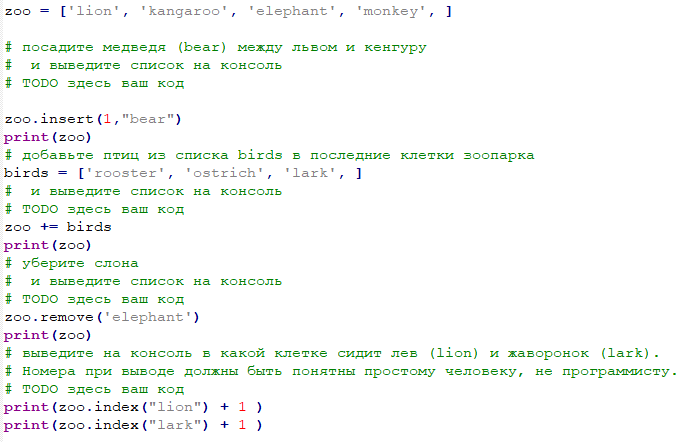 zoo = ['lion', 'kangaroo', 'elephant', 'monkey', ]
# посадите медведя (bear) между львом и кенгуру
#  и выведите список на консоль
# TODO здесь ваш код
zoo.insert(1,"bear")
print(zoo)
# добавьте птиц из списка birds в последние клетки зоопарка
birds = ['rooster', 'ostrich', 'lark', ]
#  и выведите список на консоль
# TODO здесь ваш код
zoo += birds
print(zoo)
# уберите слона
#  и выведите список на консоль
# TODO здесь ваш код
zoo.remove('elephant')
print(zoo)
# выведите на консоль в какой клетке сидит лев (lion) и жаворонок (lark).
# Номера при выводе должны быть понятны простому человеку, не программисту.
# TODO здесь ваш код
print(zoo.index("lion") + 1 )
print(zoo.index("lark") + 1 )